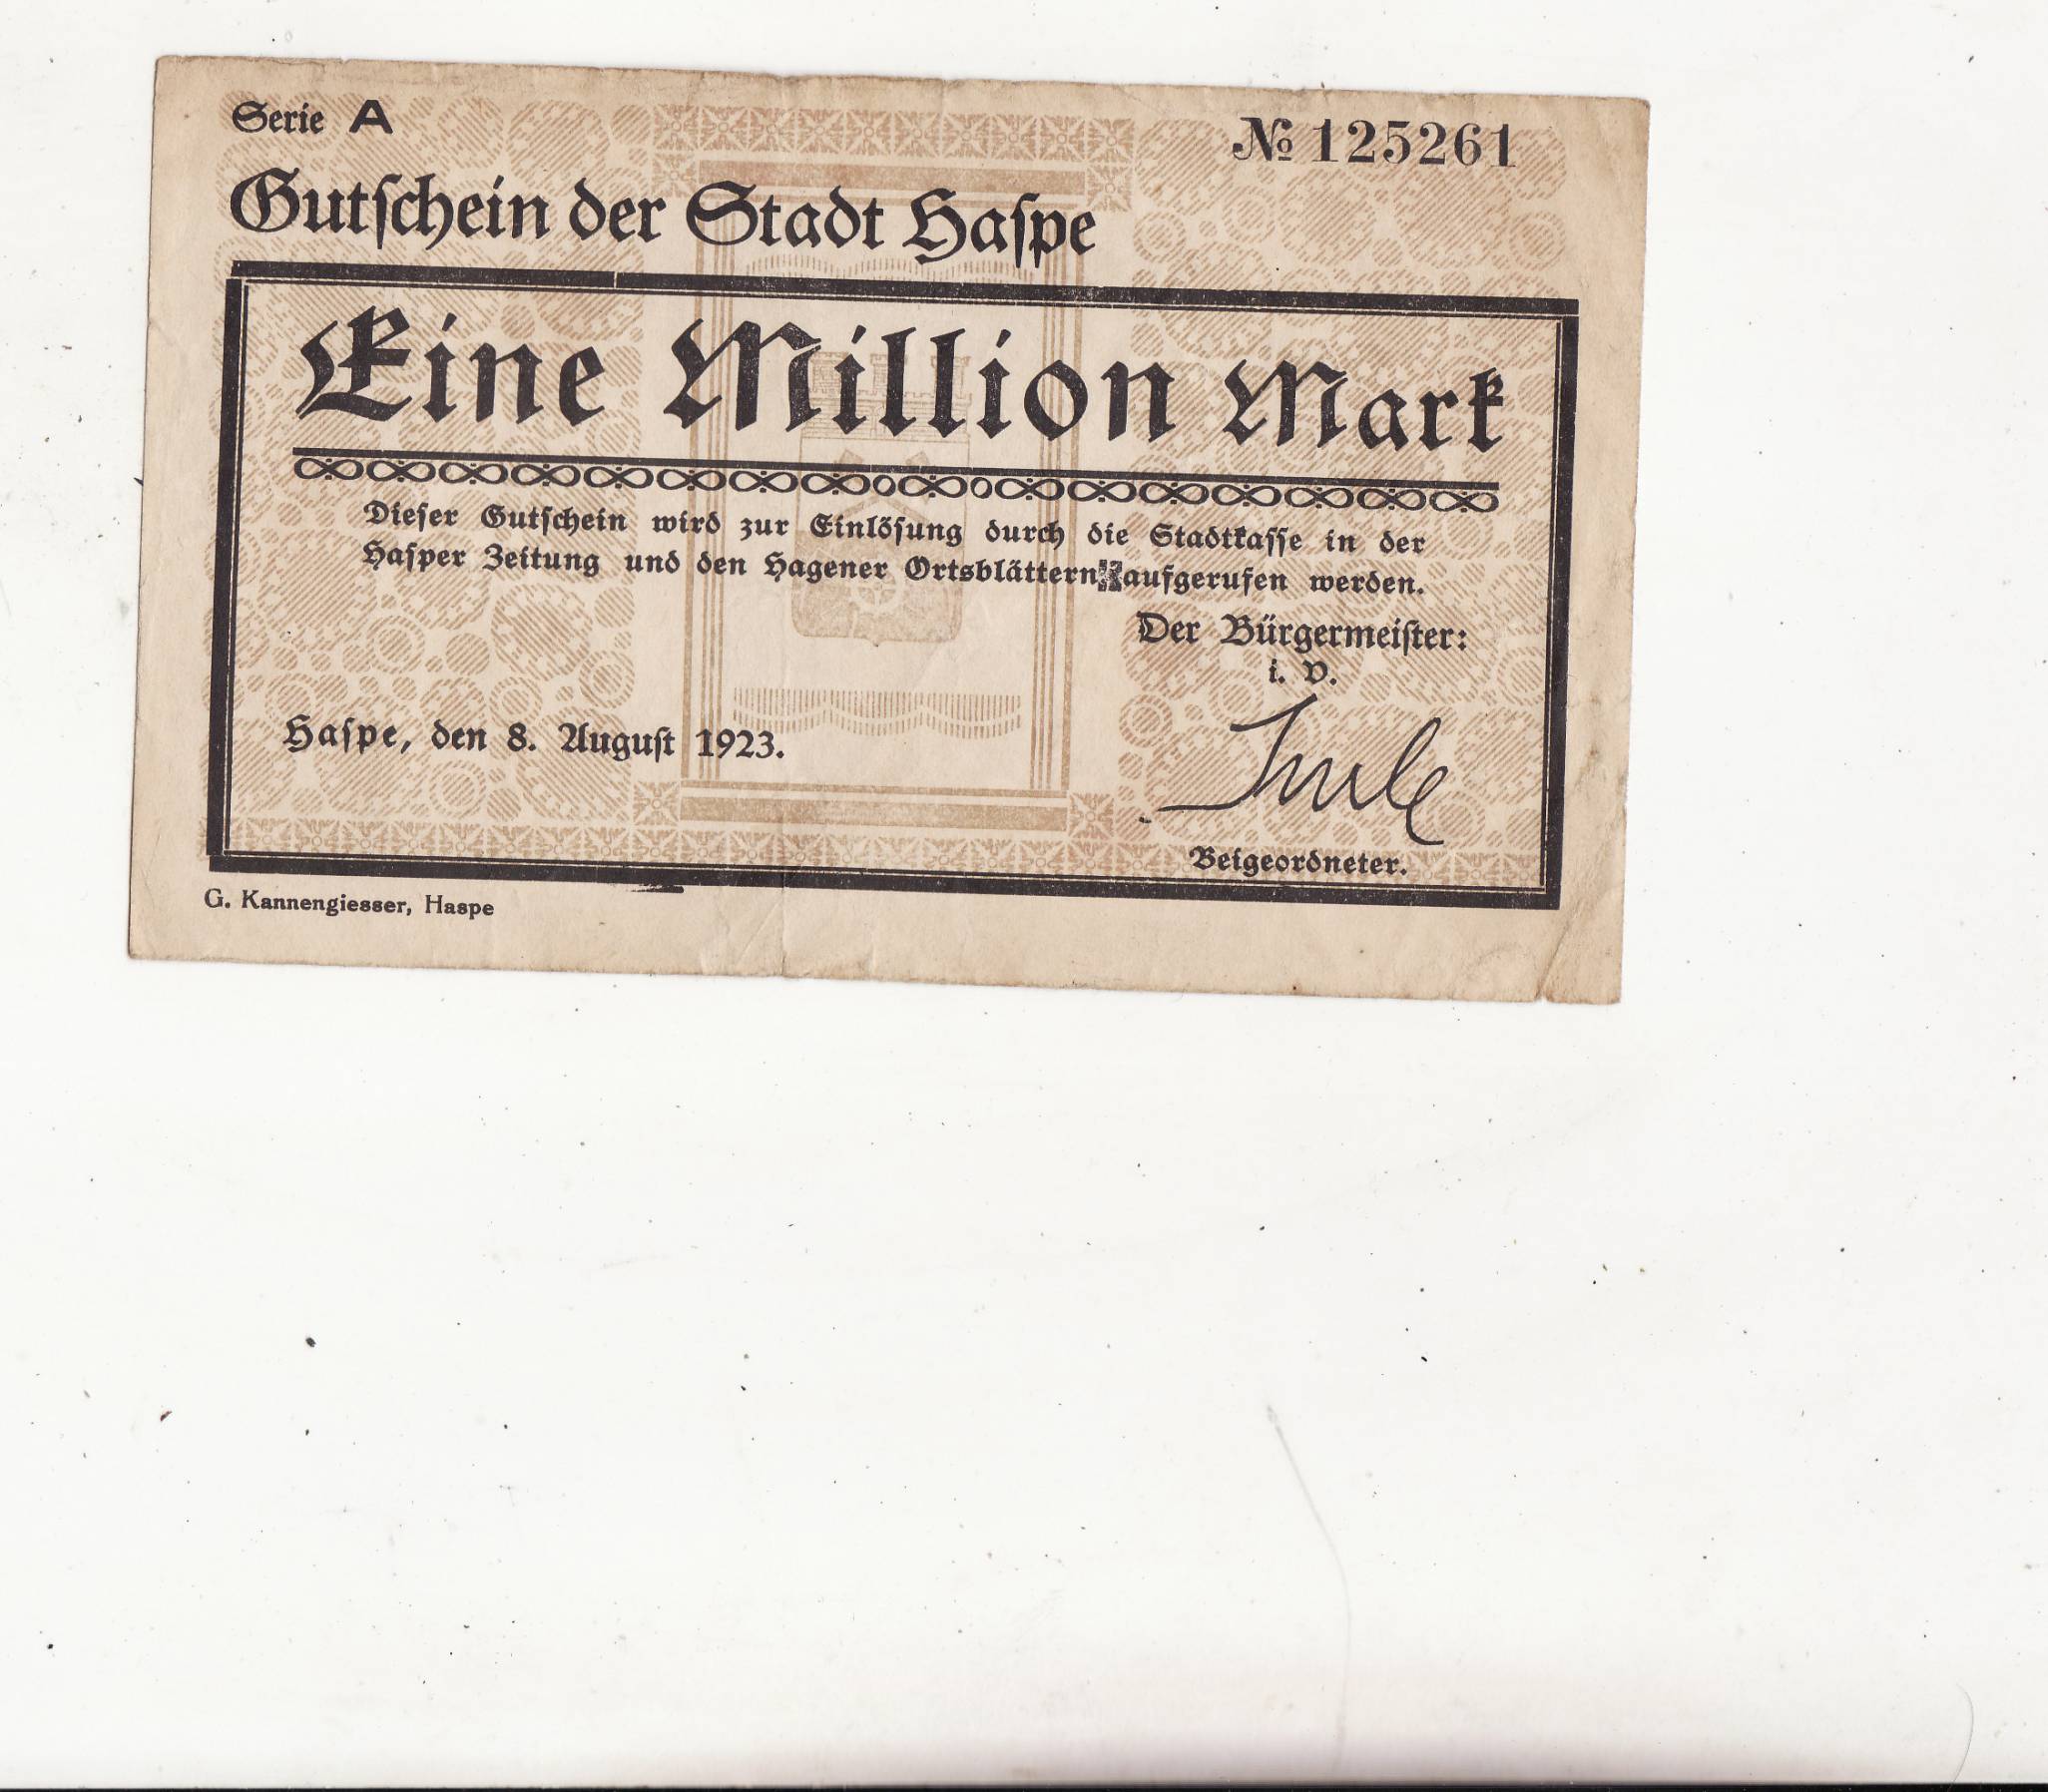 Serie A
№ 125261
Gutſchein der Stadt Haſpe
Eine Million Mark
Dieſer Gutſchein wird zur Einlöſung durch die Stadtkaſſe in der
Haſper Zeitung und den Hagener Ortsblättern aufgerufen werden.
Der Bürgermeiſter:
i. V.
Haſpe, den 8. Auguſt 1923.
Beigeordneter.
G. Kannengiesser, Haspe